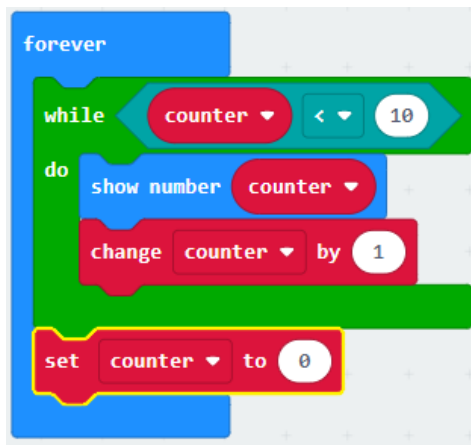 forever
while counter < 10
do
show number counter
change counter by 1
set counter to 0